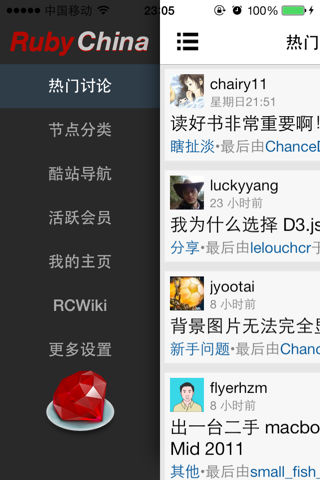 中国移动
23:05
100%
Ruby China
热门讨论
节点分类
酷站导航
活跃会员
我的主页
RCWiki
更多设置
热门
chairy11
星期日21:51
读好书非常重要啊!
瞎扯淡•最后由Chance
luckyyang
23 小时前
我为什么选择 D3.js
分享•最后由lelouchcr于
jyootai
8 小时前
背景图片无法完全显
新手问题•最后由Chan
flyerhzm
8 小时前
出一台二手 macbo
Mid 2011
其他•最后由small_fish_